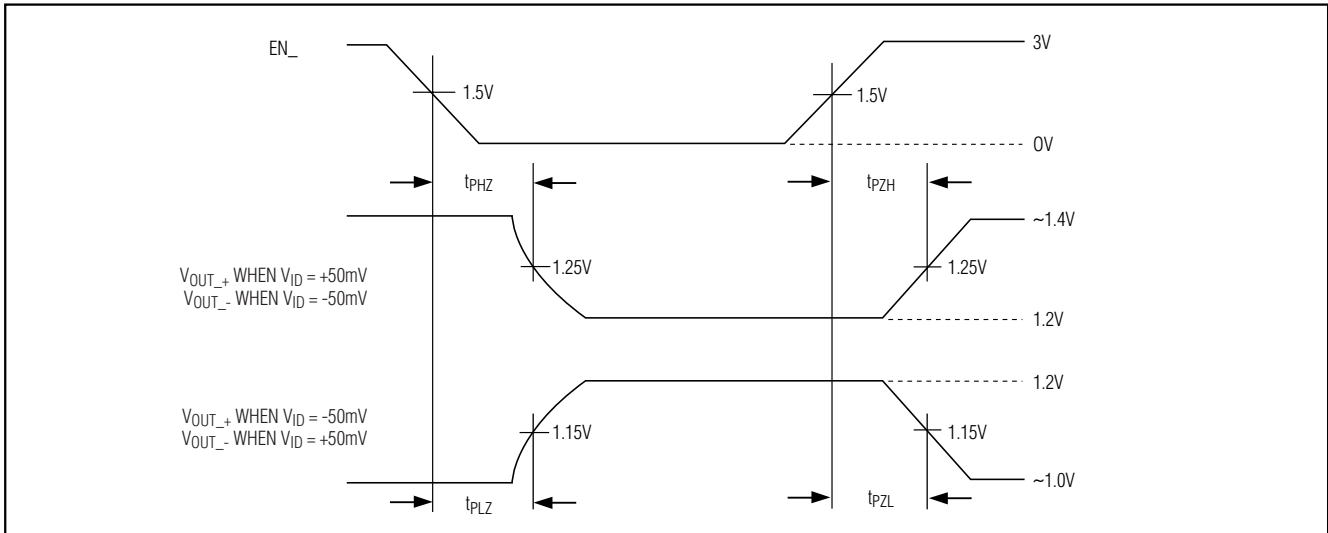 EN_
3V
1.5V
1.5V
0V
tPHZ
tPZH
~1.4V
VOUT_+ WHEN VID = +50mV
VOUT_- WHEN VID = -50mV
1.25V
1.25V
1.2V
1.2V
VOUT_+ WHEN VID = -50mV
VOUT_- WHEN VID = +50mV
1.15V
1.15V
~1.0V
tPLZ
tPZL